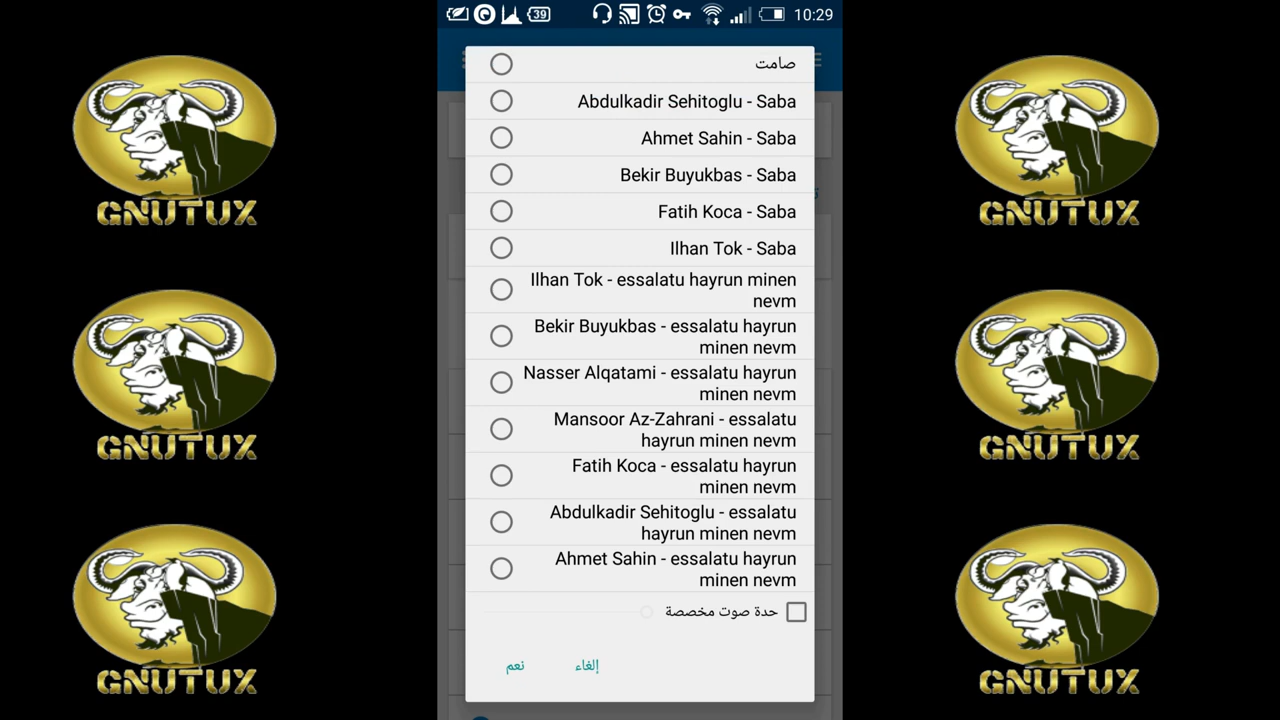 39
10:29
صامت
Abdulkadir Sehitoglu - Saba
Ahmet Sahin - Saba
Bekir Buyukbas - Saba
Fatih Koca - Saba
Ilhan Tok - Saba
Ilhan Tok - essalatu hayrun minen
nevm
Bekir Buyukbas - essalatu hayrun
minen nevm
Nasser Alqatami - essalatu hayrun
minen nevm
Mansoor Az-Zahrani - essalatu
hayrun minen nevm
Fatih Koca - essalatu hayrun
minen nevm
Abdulkadir Sehitoglu - essalatu
hayrun minen nevm
Ahmet Sahin - essalatu hayrun
minen nevm
حدة صوت مخصصة
إلغاء
نعم
GNUTUX
GNUTUX
GNUTUX
GNUTUX
GNUTUX
GNUTUX